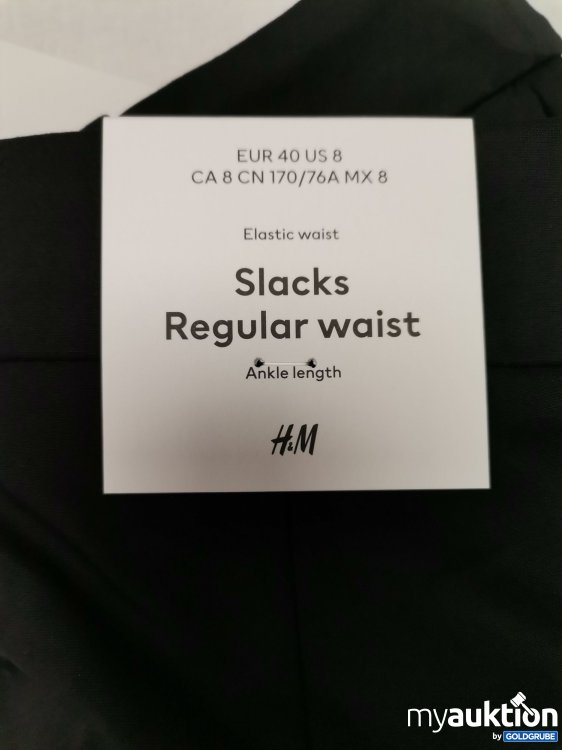 EUR 40 US 8
CA 8 CN 170/76A MX 8
Elastic waist
Slacks
Regular waist
Ankle length
H&M
myauktion
by GOLDGRUBE